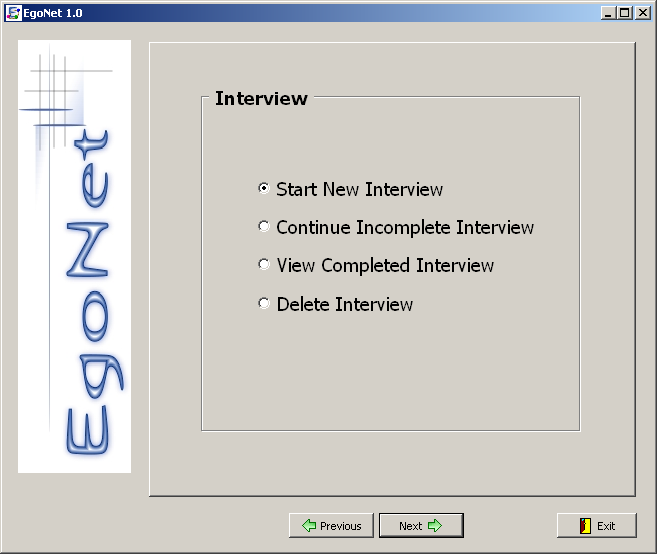 EgoNet 1.0
EgoNet
Interview
Start New Interview
Continue Incomplete Interview
View Completed Interview
Delete Interview
Previous
Next
Exit